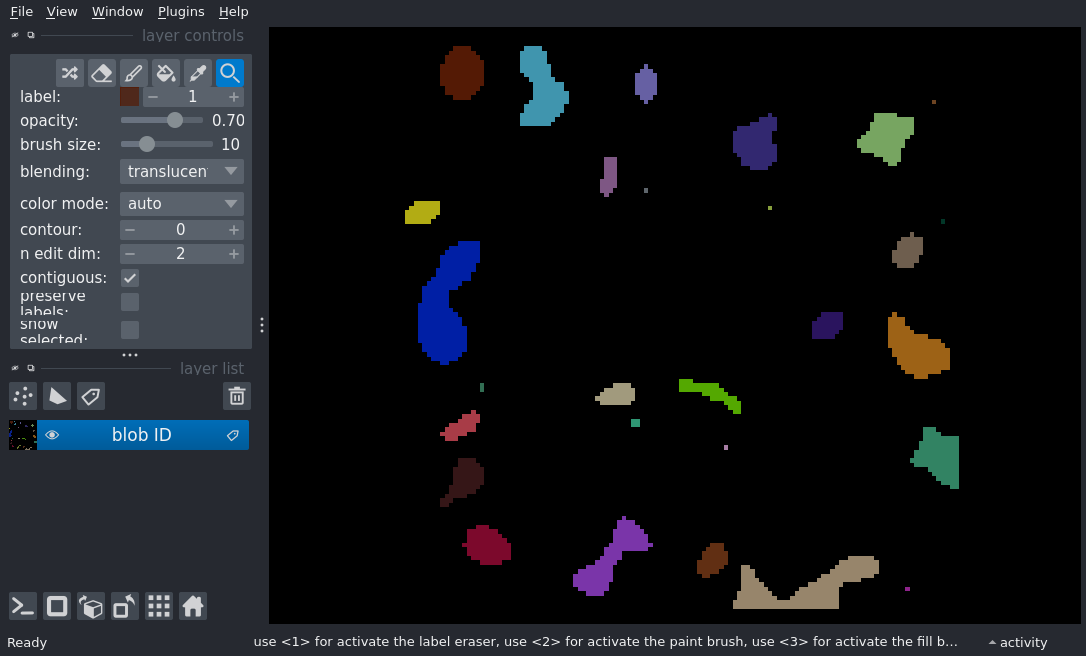 File View Window Plugins Help
layer controls
label: 1
opacity: 0.70
brush size: 10
blending: translucen
color mode: auto
contour: 0
n edit dim: 2
contiguous:
preserve
labels:
show
selected:
layer list
blob ID
Ready use <1> for activate the label eraser, use <2> for activate the paint brush, use <3> for activate the fill b... activity